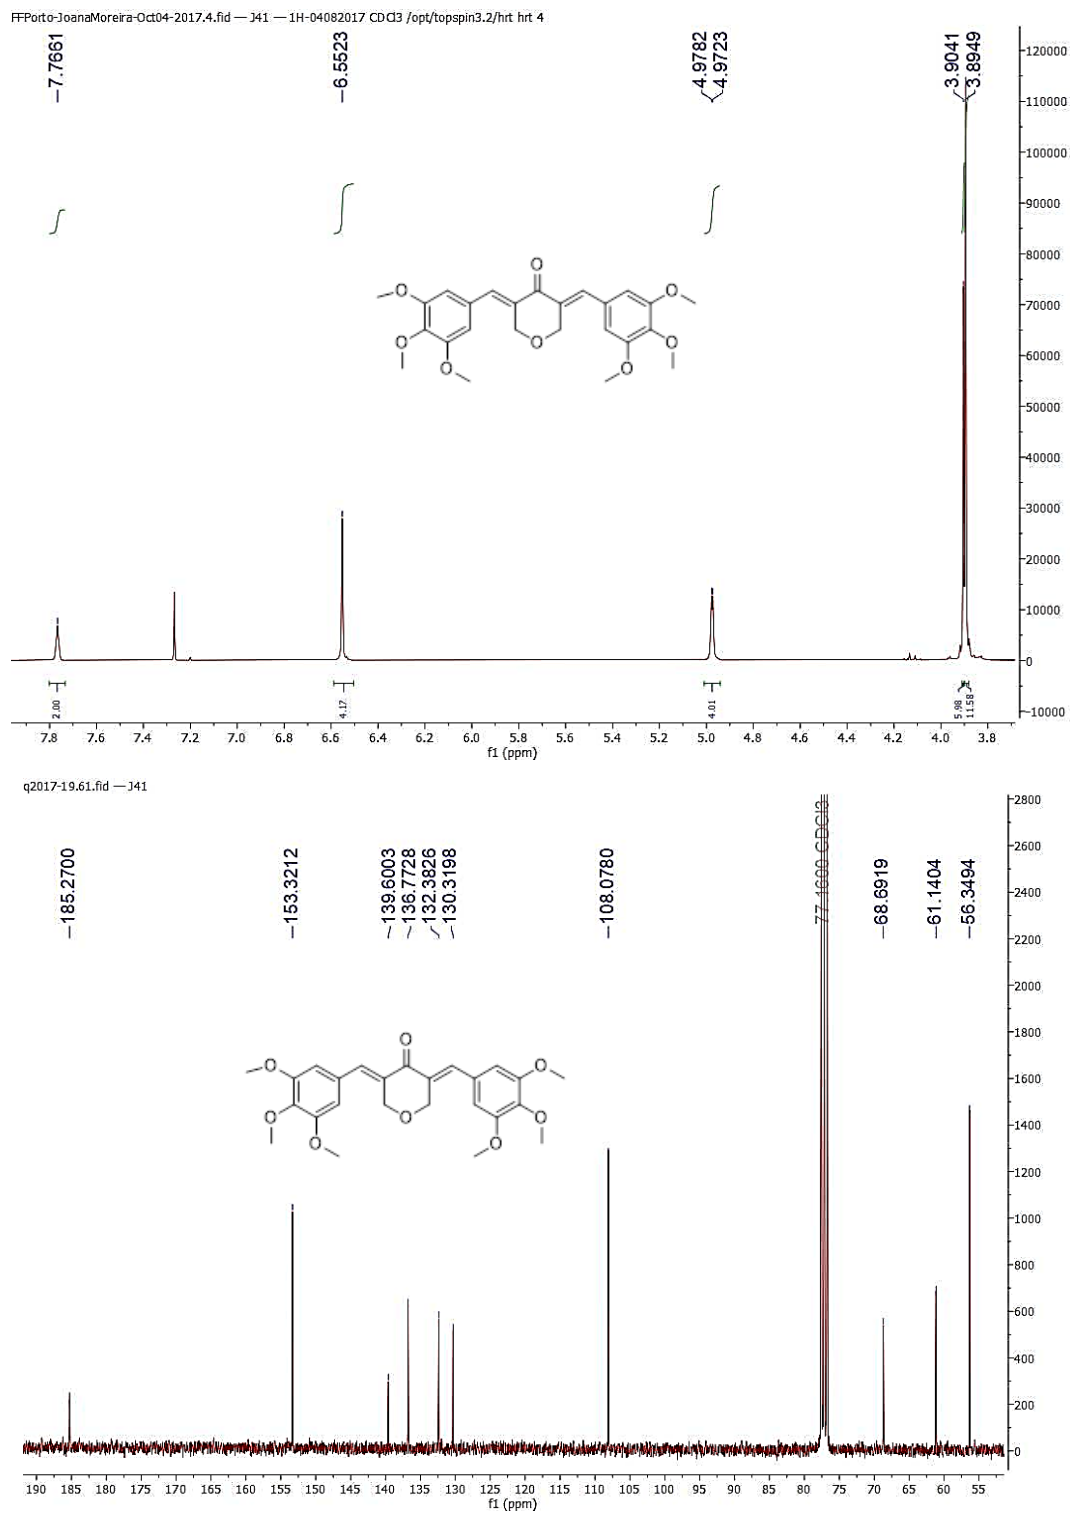 FFPorto-JoanaMoreira-Oct04-2017.4.fid — J41 — 1H-04082017 CDCl3 /opt/topspin3.2/hrt hrt 4
7.7661
6.5523
4.9782
4.9723
3.9041
3.8949
120000
110000
100000
90000
80000
70000
60000
50000
40000
30000
20000
10000
0
-10000
O
O
O
O
O
O
O
O
2.00
4.17
4.01
5.98
11.58
7.8 7.6 7.4 7.2 7.0 6.8 6.6 6.4 6.2 6.0 5.8 5.6 5.4 5.2 5.0 4.8 4.6 4.4 4.2 4.0 3.8
f1 (ppm)
q2017-19.61.fid — J41
185.2700
153.3212
139.6003
136.7728
132.3826
130.3198
108.0780
77.1600 CDCl3
68.6919
61.1404
56.3494
2800
2600
2400
2200
2000
1800
1600
1400
1200
1000
800
600
400
200
0
O
O
O
O
O
O
O
O
190 185 180 175 170 165 160 155 150 145 140 135 130 125 120 115 110 105 100 95 90 85 80 75 70 65 60 55
f1 (ppm)